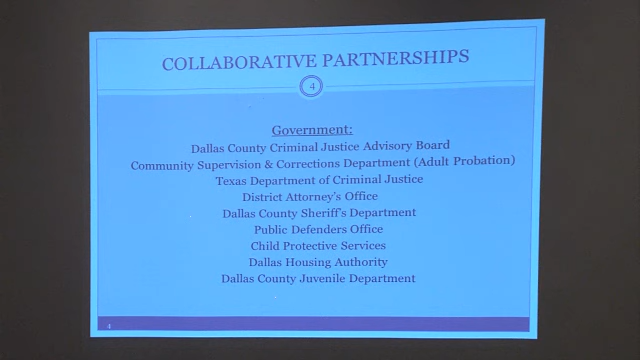 COLLABORATIVE PARTNERSHIPS
4
Government:
Dallas County Criminal Justice Advisory Board
Community Supervision & Corrections Department (Adult Probation)
Texas Department of Criminal Justice
District Attorney's Office
Dallas County Sheriff's Department
Public Defenders Office
Child Protective Services
Dallas Housing Authority
Dallas County Juvenile Department
4